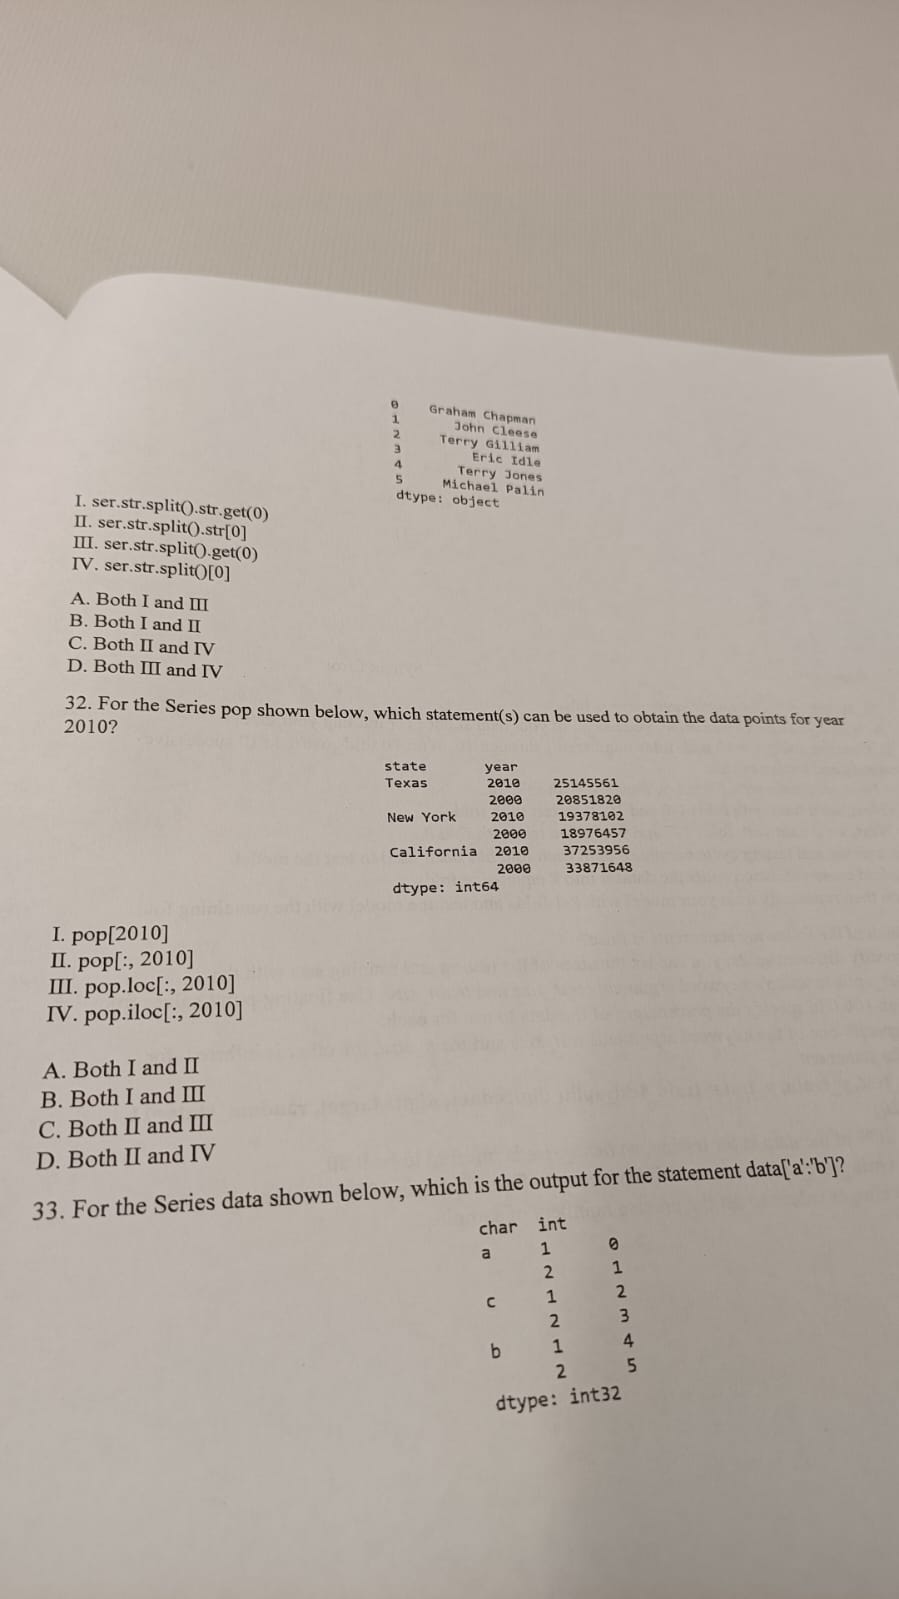 0 Graham Chapman
1 John Cleese
2 Terry Gilliam
3 Eric Idle
4 Terry Jones
5 Michael Palin
dtype: object
I. ser.str.split().str.get(0)
II. ser.str.split().str[0]
III. ser.str.split().get(0)
IV. ser.str.split()[0]
A. Both I and III
B. Both I and II
C. Both II and IV
D. Both III and IV
32. For the Series pop shown below, which statement(s) can be used to obtain the data points for year
2010?
state year
Texas 2010 25145561
2000 20851820
New York 2010 19378102
2000 18976457
California 2010 37253956
2000 33871648
dtype: int64
I. pop[2010]
II. pop[:, 2010]
III. pop.loc[:, 2010]
IV. pop.iloc[:, 2010]
A. Both I and II
B. Both I and III
C. Both II and III
D. Both II and IV
33. For the Series data shown below, which is the output for the statement data['a':'b']?
char int
a 1 0
2 1
c 1 2
2 3
b 1 4
2 5
dtype: int32